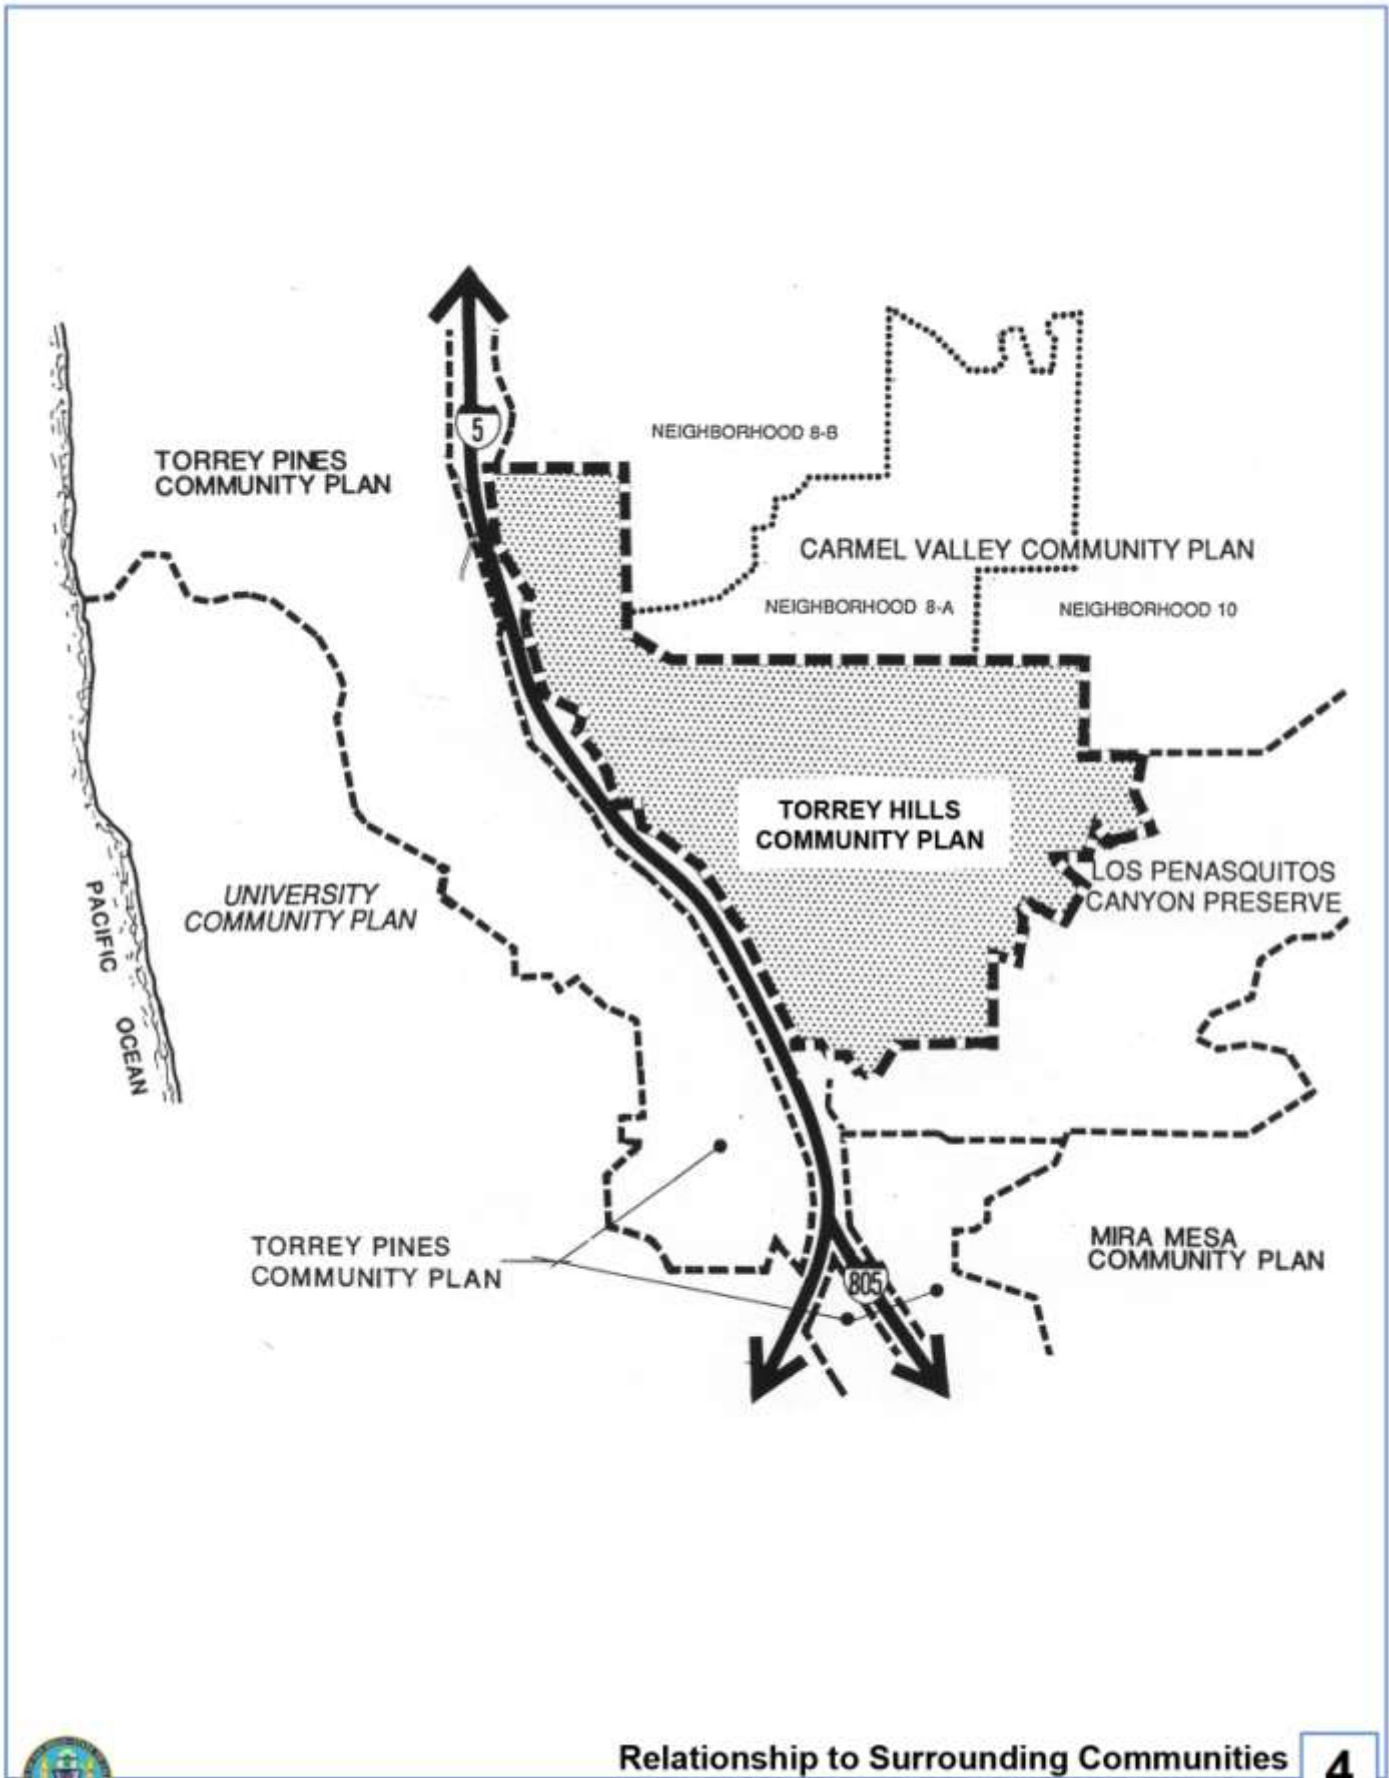 5
NEIGHBORHOOD 8-B
TORREY PINES
COMMUNITY PLAN
CARMEL VALLEY COMMUNITY PLAN
NEIGHBORHOOD 8-A
NEIGHBORHOOD 10
TORREY HILLS
COMMUNITY PLAN
LOS PENASQUITOS
CANYON PRESERVE
UNIVERSITY
COMMUNITY PLAN
PACIFIC OCEAN
TORREY PINES
COMMUNITY PLAN
MIRA MESA
COMMUNITY PLAN
805
Relationship to Surrounding Communities
4